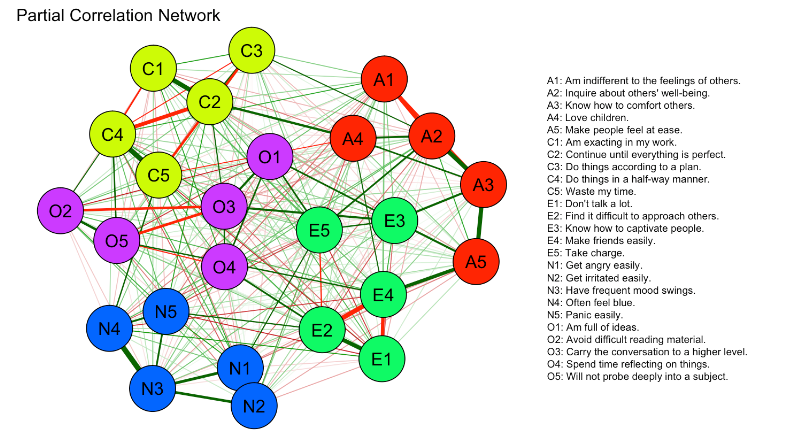 Partial Correlation Network
C3
C1
A1
C2
C4
A4
A2
O1
C5
A3
O2
O3
E3
E5
O5
A5
O4
E4
N5
N4
E2
E1
N1
N3
N2
A1: Am indifferent to the feelings of others.
A2: Inquire about others' well-being.
A3: Know how to comfort others.
A4: Love children.
A5: Make people feel at ease.
C1: Am exacting in my work.
C2: Continue until everything is perfect.
C3: Do things according to a plan.
C4: Do things in a half-way manner.
C5: Waste my time.
E1: Don't talk a lot.
E2: Find it difficult to approach others.
E3: Know how to captivate people.
E4: Make friends easily.
E5: Take charge.
N1: Get angry easily.
N2: Get irritated easily.
N3: Have frequent mood swings.
N4: Often feel blue.
N5: Panic easily.
O1: Am full of ideas.
O2: Avoid difficult reading material.
O3: Carry the conversation to a higher level.
O4: Spend time reflecting on things.
O5: Will not probe deeply into a subject.